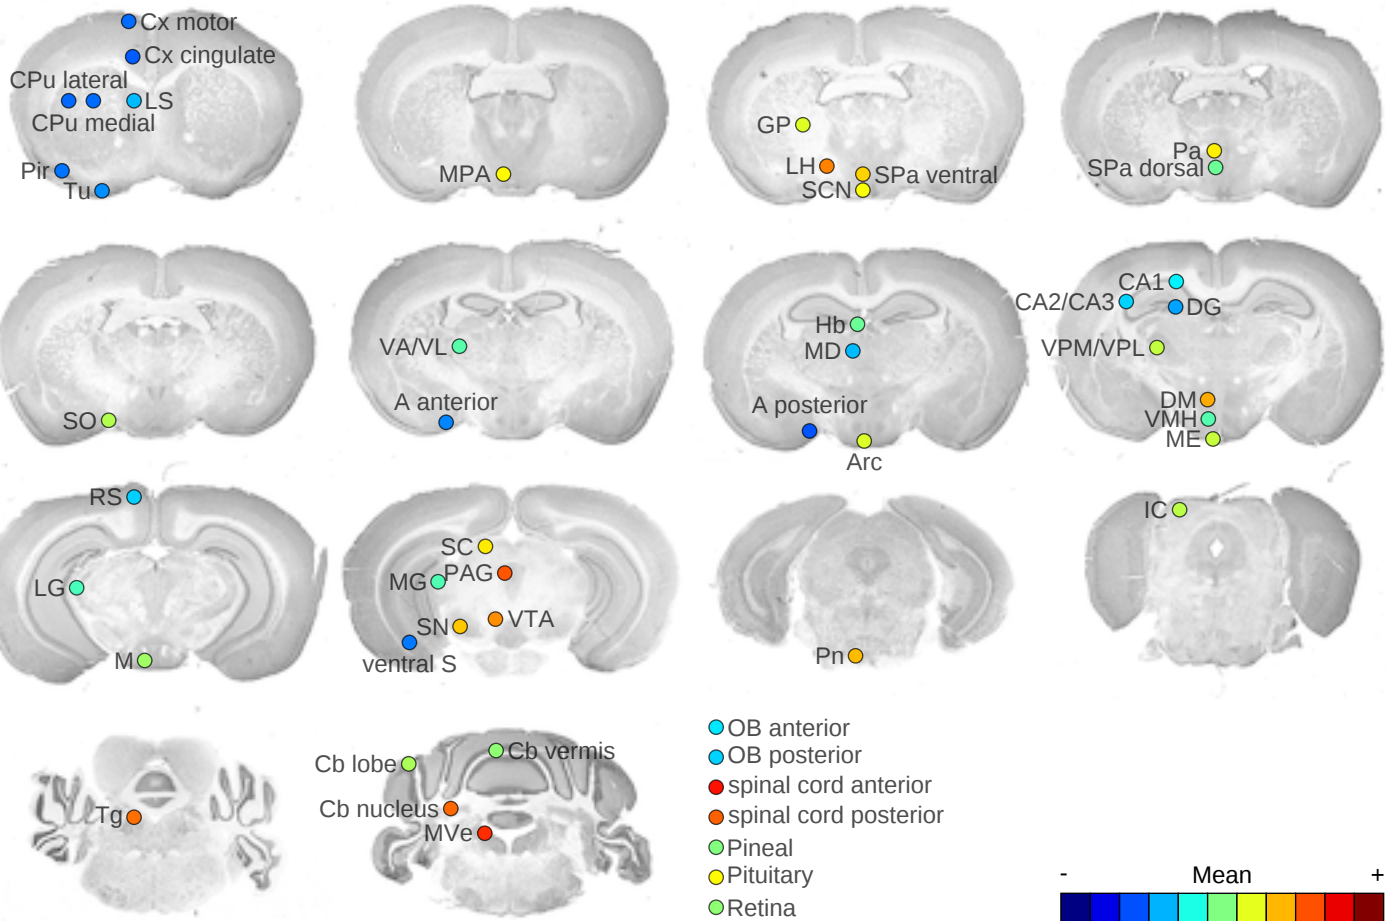 Cx motor
Cx cingulate
CPu lateral
LS
CPu medial
Pir
Tu
MPA
GP
LH
SPa ventral
SCN
Pa
SPa dorsal
SO
VA/VL
A anterior
Hb
MD
A posterior
Arc
CA1
CA2/CA3
DG
VPM/VPL
DM
VMH
ME
RS
LG
M
SC
PAG
MG
VTA
SN
ventral S
Pn
IC
Tg
Cb vermis
Cb lobe
Cb nucleus
MVe
OB anterior
OB posterior
spinal cord anterior
spinal cord posterior
Pineal
Pituitary
Retina
- Mean +